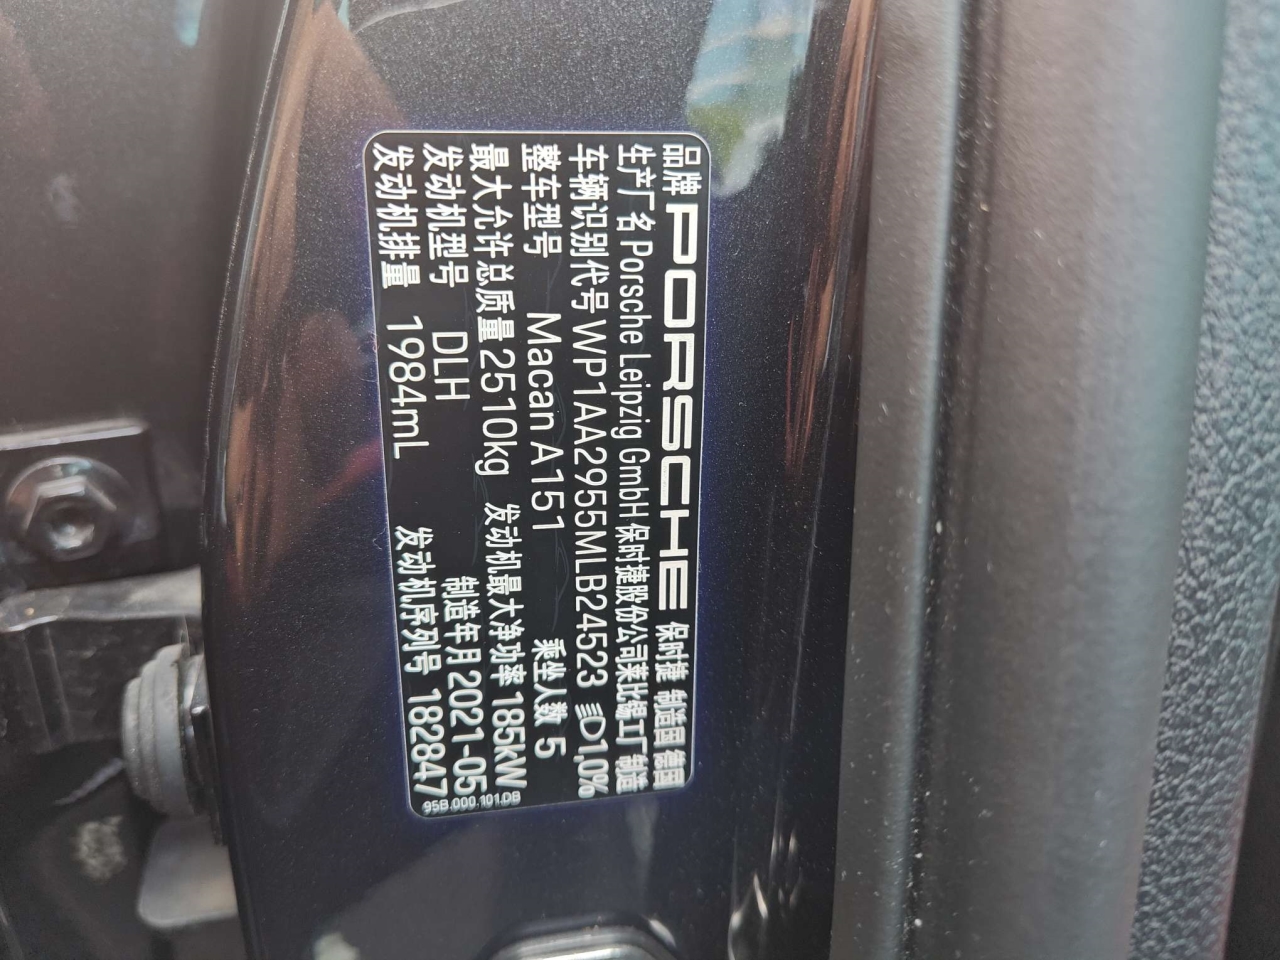 品牌 PORSCHE 保时捷 制造国 德国
生产厂名 Porsche Leipzig GmbH 保时捷股份公司莱比锡工厂 制造
车辆识别代号 WP1AA2955MLB24523 1,0%
整车型号 Macan A151 乘坐人数 5
最大允许总质量 2510kg 发动机最大净功率 185kW
发动机型号 DLH 制造年月 2021-05
发动机排量 1984mL 发动机序列号 182847
95B.000.101.DB